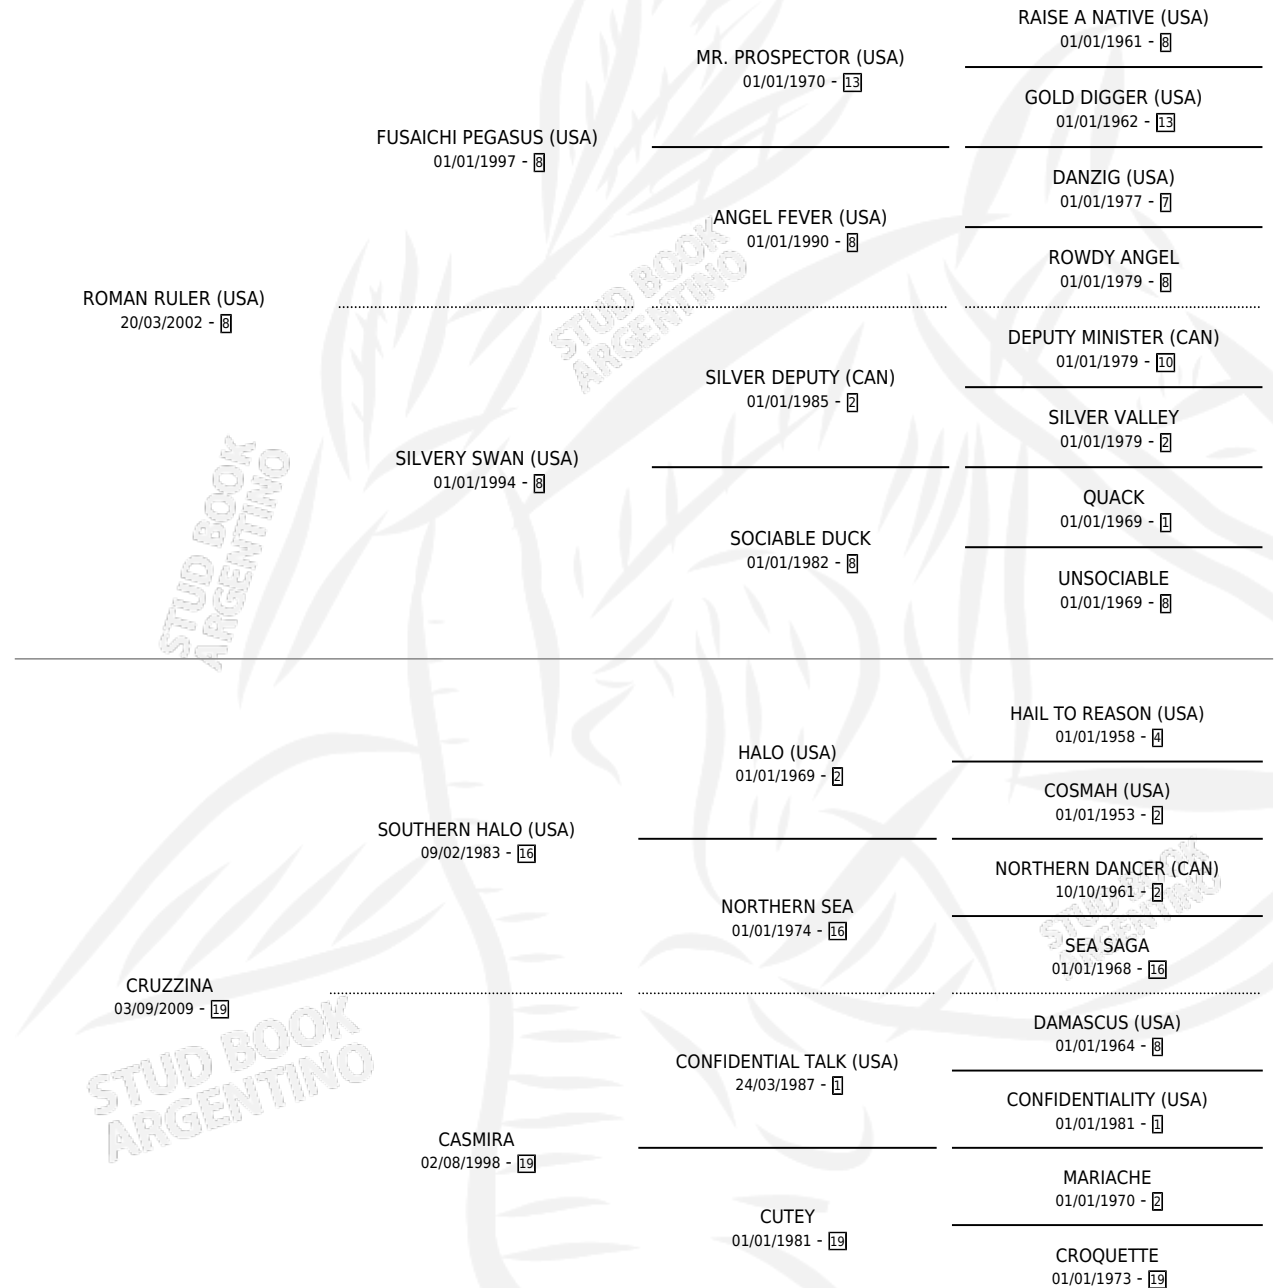 RAISE A NATIVE (USA)
01/01/1961 - 8
MR. PROSPECTOR (USA)
01/01/1970 - 13
GOLD DIGGER (USA)
01/01/1962 - 13
FUSAICHI PEGASUS (USA)
01/01/1997 - 8
DANZIG (USA)
01/01/1977 - 7
ANGEL FEVER (USA)
01/01/1990 - 8
ROWDY ANGEL
01/01/1979 - 8
ROMAN RULER (USA)
20/03/2002 - 8
STUD BOOK
ARGENTINO
DEPUTY MINISTER (CAN)
01/01/1979 - 10
SILVER DEPUTY (CAN)
01/01/1985 - 2
SILVER VALLEY
01/01/1979 - 2
SILVERY SWAN (USA)
01/01/1994 - 8
QUACK
01/01/1969 - 1
SOCIABLE DUCK
01/01/1982 - 8
UNSOCIABLE
01/01/1969 - 8
STUD BOOK
ARGENTINO
HAIL TO REASON (USA)
01/01/1958 - 4
HALO (USA)
01/01/1969 - 2
COSMAH (USA)
01/01/1953 - 2
SOUTHERN HALO (USA)
09/02/1983 - 16
NORTHERN DANCER (CAN)
10/10/1961 - 2
NORTHERN SEA
01/01/1974 - 16
STUD BOOK
ARGENTINO
SEA SAGA
01/01/1968 - 16
CRUZZINA
03/09/2009 - 19
STUD BOOK
ARGENTINO
DAMASCUS (USA)
01/01/1964 - 8
CONFIDENTIAL TALK (USA)
24/03/1987 - 1
CONFIDENTIALITY (USA)
01/01/1981 - 1
CASMIRA
02/08/1998 - 19
MARIACHE
01/01/1970 - 2
CUTEY
01/01/1981 - 19
CROQUETTE
01/01/1973 - 19